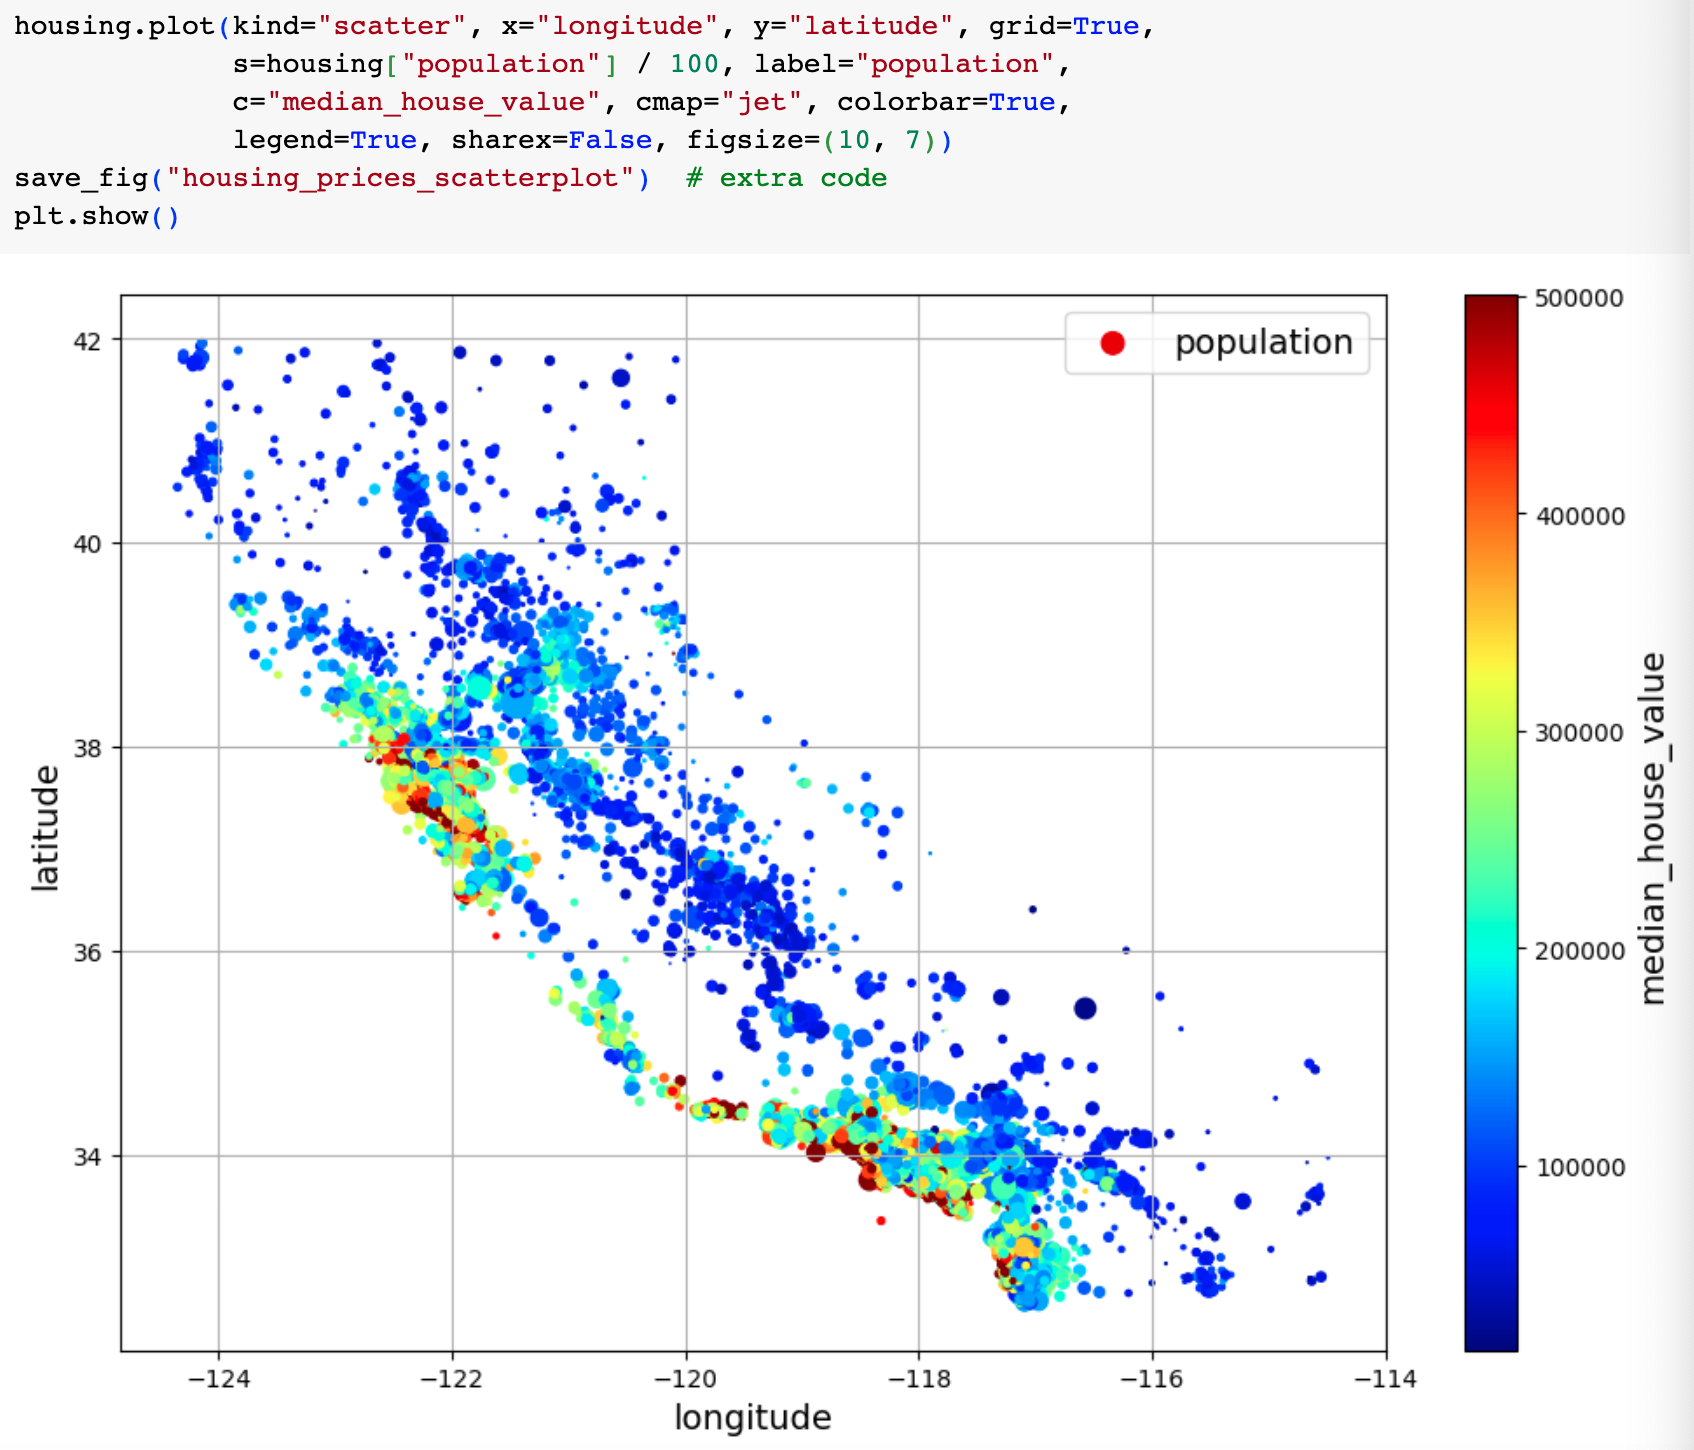 housing.plot(kind="scatter", x="longitude", y="latitude", grid=True,
             s=housing["population"] / 100, label="population",
             c="median_house_value", cmap="jet", colorbar=True,
             legend=True, sharex=False, figsize=(10, 7))
save_fig("housing_prices_scatterplot")  # extra code
plt.show()
population
42
40
38
36
34
latitude
−124
−122
−120
−118
−116
−114
longitude
500000
400000
300000
200000
100000
median_house_value